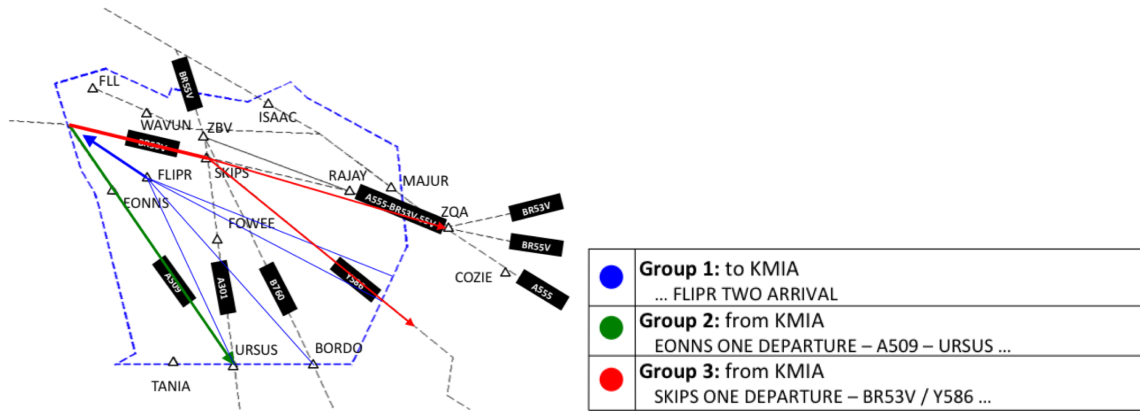 BR55V
FLL
ISAAC
WAVUN
ZBV
BR53V
SKIPS
FLIPR
RAJAY
MAJUR
EONNS
A555-BR53V-55V
ZQA
BR53V
FOWEE
BR55V
COZIE
A509
A301
B760
Y586
A555
URSUS
BORDO
TANIA
Group 1: to KMIA
... FLIPR TWO ARRIVAL
Group 2: from KMIA
EONNS ONE DEPARTURE – A509 – URSUS ...
Group 3: from KMIA
SKIPS ONE DEPARTURE – BR53V / Y586 ...